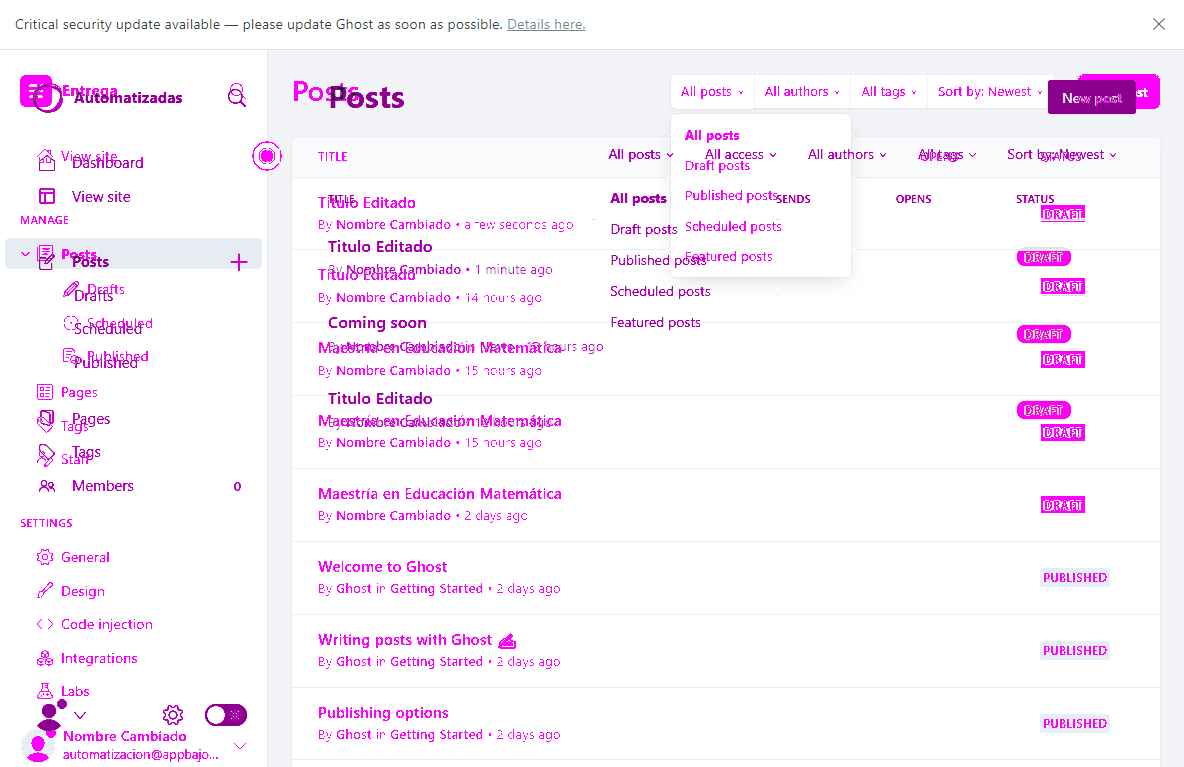 Critical security update available — please update Ghost as soon as possible. Details here.
Entrega
Automatizadas
View site
Dashboard
View site
MANAGE
Posts
Posts
Drafts
Drafts
Scheduled
Scheduled
Published
Published
Pages
Pages
Tags
Tags
Staff
Members 0
SETTINGS
General
Design
Code injection
Integrations
Labs
Nombre Cambiado
automatizacion@appbajo...
Posts
Posts
All posts All authors All tags Sort by: Newest
New post
All posts
Draft posts
Published posts
Scheduled posts
Featured posts
All posts All access All authors All tags Sort by: Newest
All posts
Draft posts
Published posts
Scheduled posts
Featured posts
TITLE OPENS STATUS
TITLE SENDS OPENS STATUS
Titulo Editado
By Nombre Cambiado • a few seconds ago
DRAFT
Titulo Editado
By Nombre Cambiado • 1 minute ago
DRAFT
Titulo Editado
By Nombre Cambiado • 14 hours ago
DRAFT
Coming soon
hours ago
DRAFT
Maestría en Educación Matemática
By Nombre Cambiado • 15 hours ago
DRAFT
Titulo Editado
By Nombre Cambiado
DRAFT
Maestría en Educación Matemática
By Nombre Cambiado • 15 hours ago
DRAFT
Maestría en Educación Matemática
By Nombre Cambiado • 2 days ago
DRAFT
Welcome to Ghost
By Ghost in Getting Started • 2 days ago
PUBLISHED
Writing posts with Ghost ✍
By Ghost in Getting Started • 2 days ago
PUBLISHED
Publishing options
By Ghost in Getting Started • 2 days ago
PUBLISHED